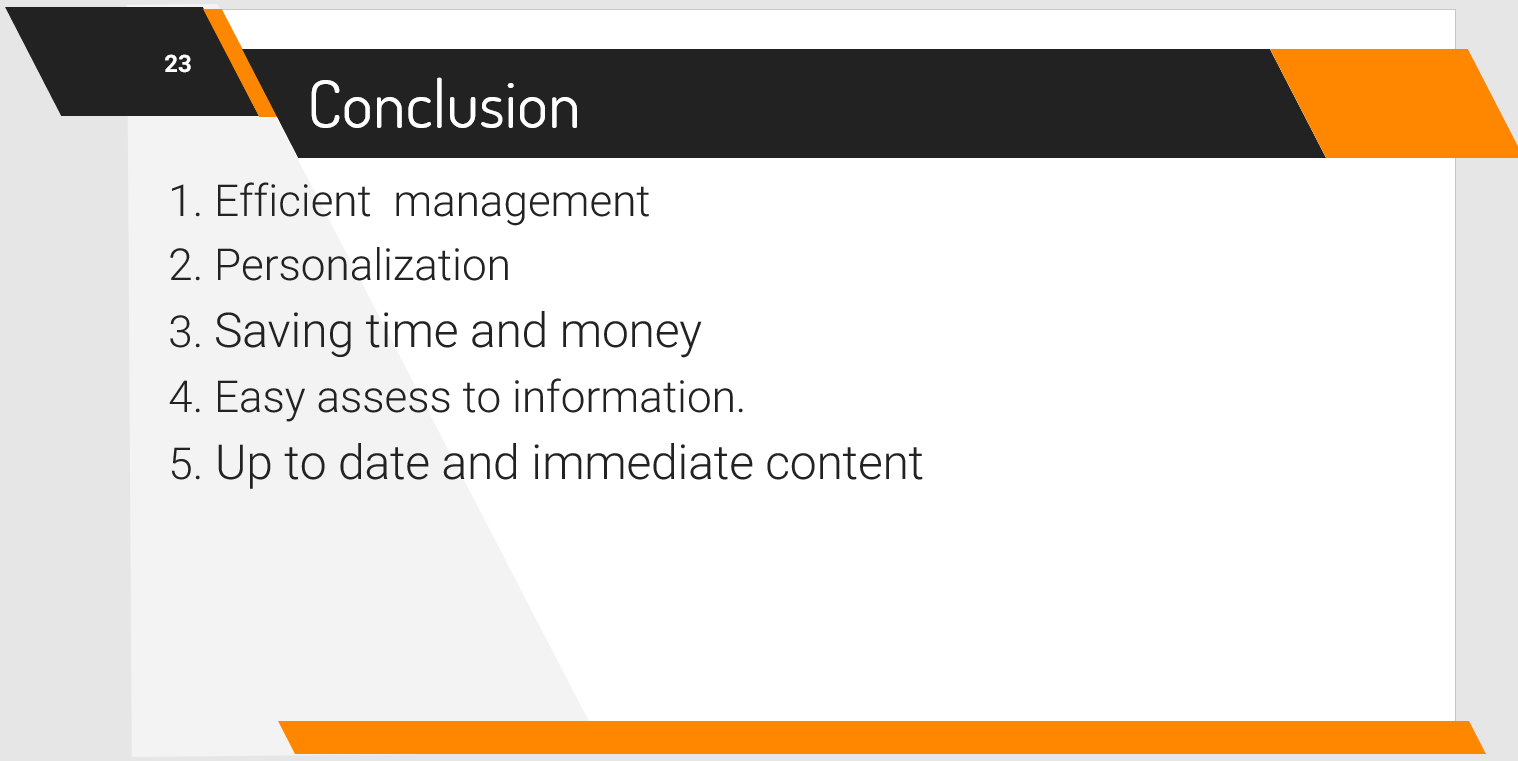 23
Conclusion
1. Efficient  management
2. Personalization
3. Saving time and money
4. Easy assess to information.
5. Up to date and immediate content